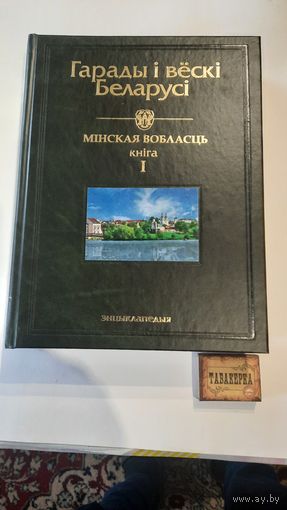 Гарады і вёскі
Беларусі
МІНСКАЯ ВОБЛАСЦЬ
кніга
I
ЭНЦЫКЛАПЕДЫЯ
ТАБАКЕРКА
www.ay.by